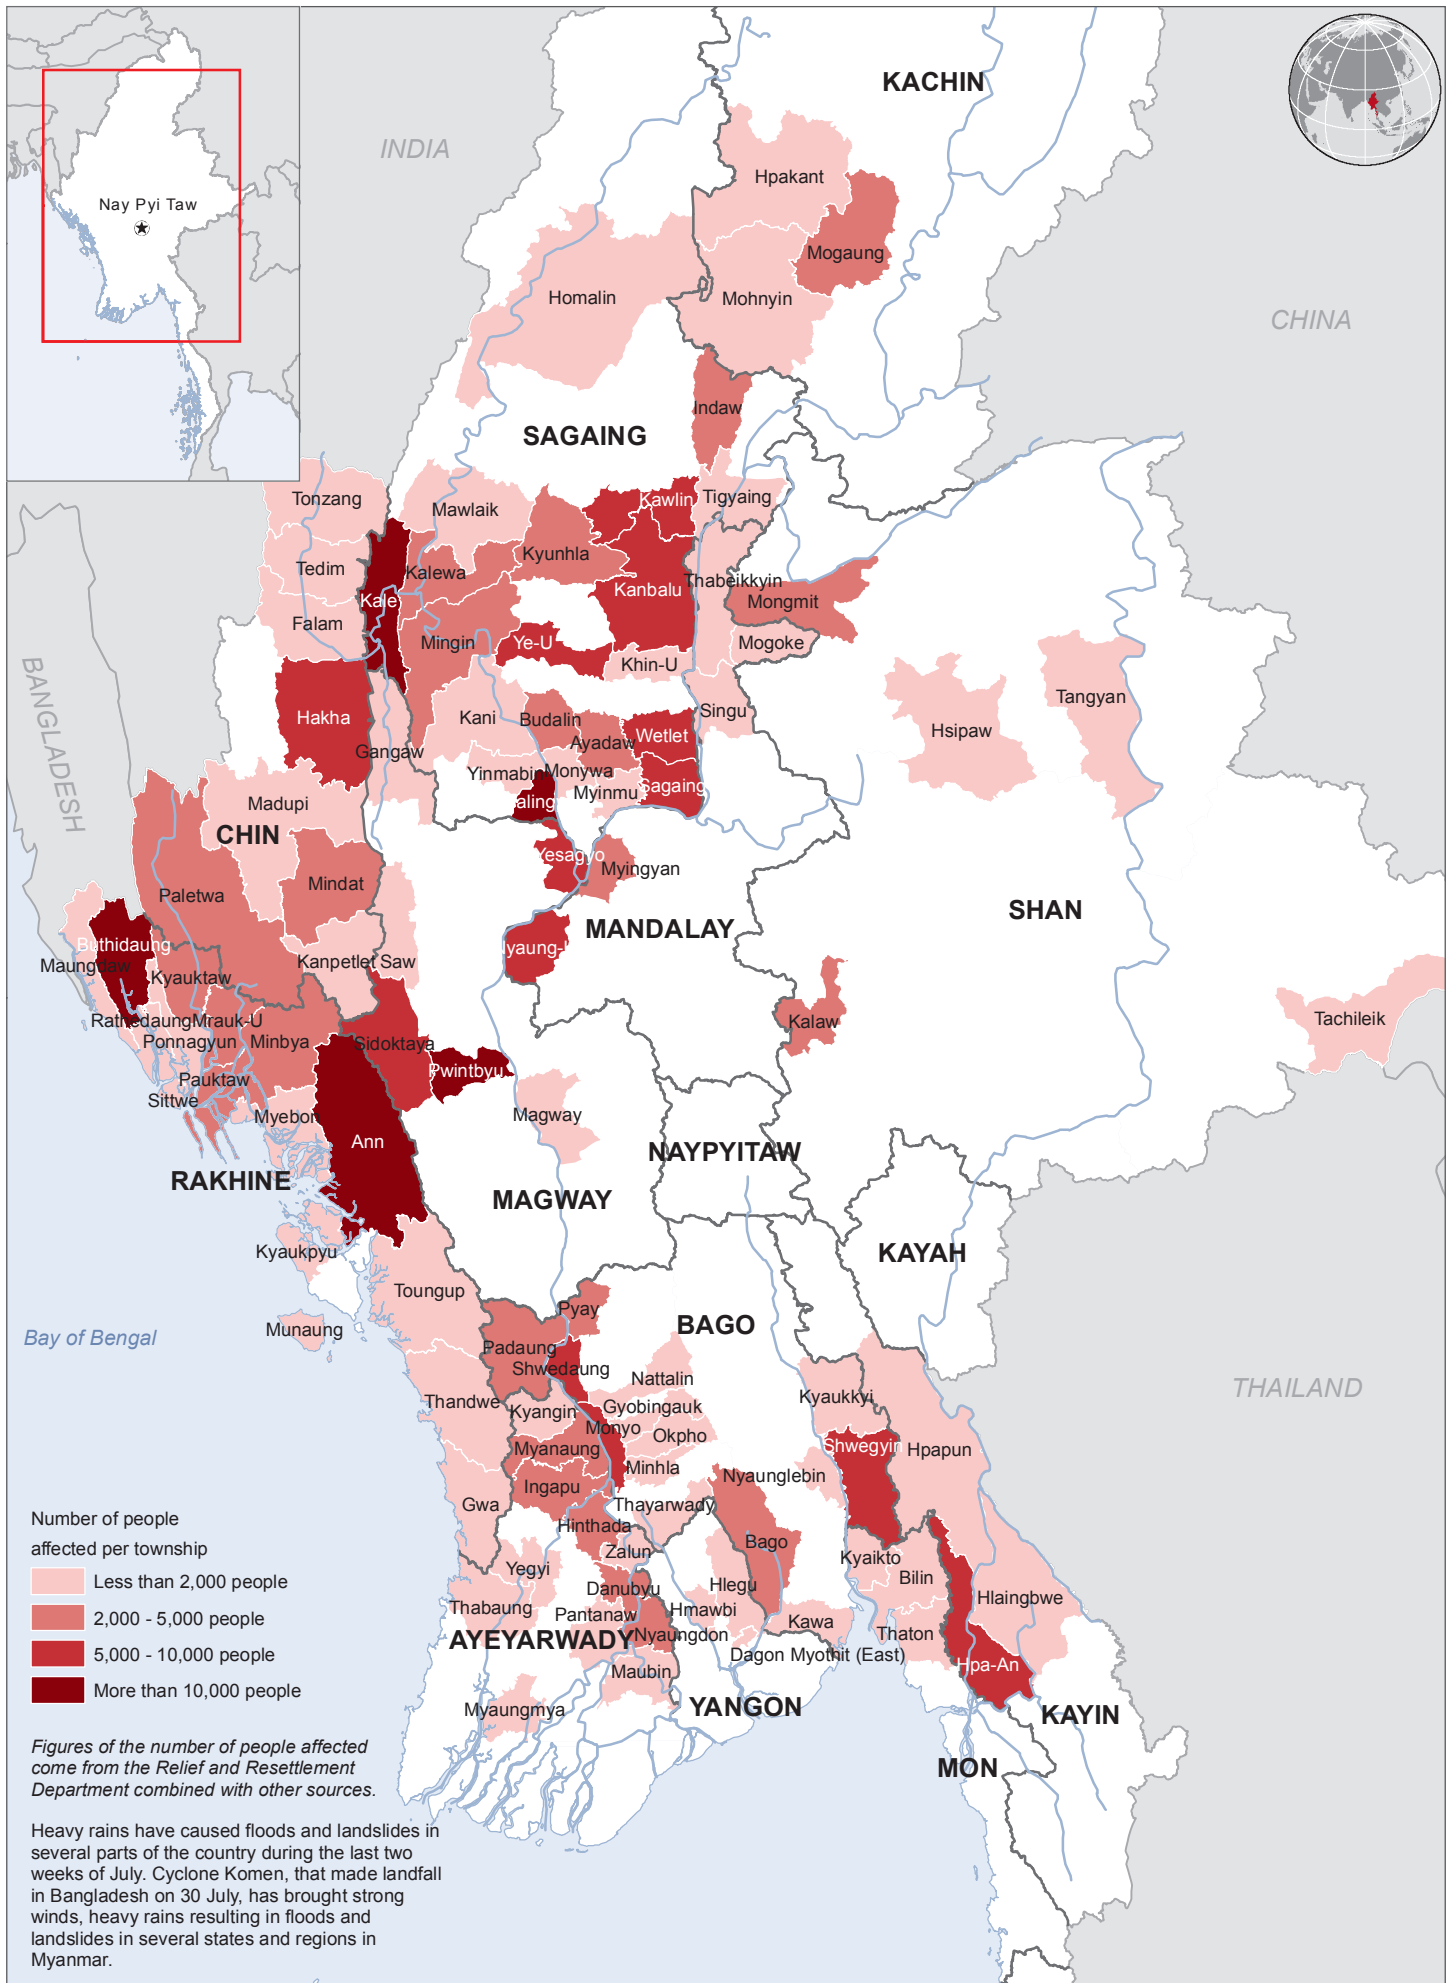 KACHIN
INDIA
Hpakant
Nay Pyi Taw
Mogaung
Homalin
Mohnyin
CHINA
Indaw
SAGAING
Tonzang
Mawlaik
Kawlin
Tigyaing
Kyunhla
Tedim
Kalewa
Thabeikkyin
Kanbalu
Kale
Mongmit
Falam
Mingin
Ye-U
Mogoke
Khin-U
BANGLADESH
Tangyan
Hakha
Kani
Budalin
Singu
Hsipaw
Ayadaw
Wetlet
Gangaw
Yinmabin
Monywa
Sagaing
Myinmu
aling
Madupi
CHIN
Yesagyo
Myingyan
Mindat
Paletwa
SHAN
MANDALAY
Buthidaung
yaung-
Maungdaw
Kanpetlet
Saw
Kyauktaw
Rathedaung
Mrauk-U
Kalaw
Tachileik
Ponnagyun
Minbya
Sidoktaya
Pwintbyu
Pauktaw
Sittwe
Myebon
Magway
Ann
NAYPYITAW
RAKHINE
MAGWAY
Kyaukpyu
KAYAH
Toungup
Pyay
BAGO
Munaung
Bay of Bengal
Padaung
Shwedaung
Nattalin
THAILAND
Thandwe
Kyaukkyi
Kyangin
Gyobingauk
Monyo
Okpho
Myanaung
Shwegyin
Hpapun
Minhla
Nyaunglebin
Ingapu
Gwa
Thayarwady
Hinthada
Bago
Zalun
Kyaikto
Yegyi
Bilin
Danubyu
Hlegu
Hlaingbwe
Thabaung
Pantanaw
Hmawbi
Kawa
AYEYARWADY
Nyaungdon
Thaton
Dagon Myothit (East)
Hpa-An
Maubin
Myaungmya
YANGON
KAYIN
MON
Number of people
affected per township
Less than 2,000 people
2,000 - 5,000 people
5,000 - 10,000 people
More than 10,000 people
Figures of the number of people affected
come from the Relief and Resettlement
Department combined with other sources.
Heavy rains have caused floods and landslides in
several parts of the country during the last two
weeks of July. Cyclone Komen, that made landfall
in Bangladesh on 30 July, has brought strong
winds, heavy rains resulting in floods and
landslides in several states and regions in
Myanmar.